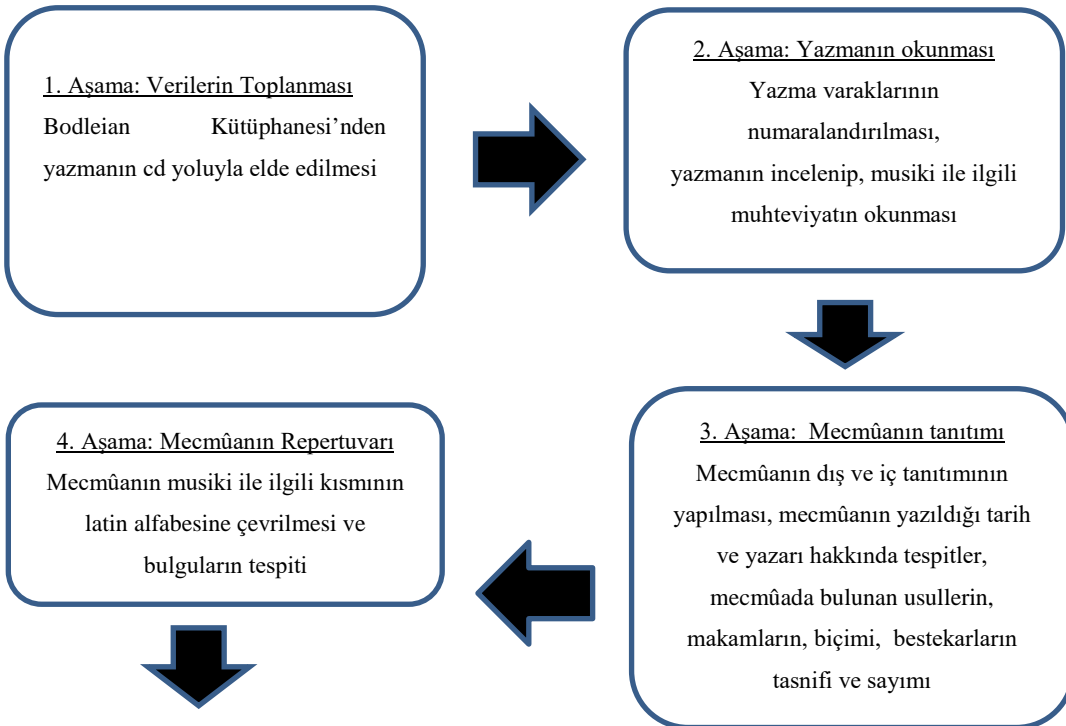 1. Aşama: Verilerin Toplanması
Bodleian Kütüphanesi’nden
yazmanın cd yoluyla elde edilmesi
2. Aşama: Yazmanın okunması
Yazma varaklarının
numaralandırılması,
yazmanın incelenip, musiki ile ilgili
muhteviyatın okunması
3. Aşama: Mecmûanın tanıtımı
Mecmûanın dış ve iç tanıtımının
yapılması, mecmûanın yazıldığı tarih
ve yazarı hakkında tespitler,
mecmûada bulunan usullerin,
makamların, biçimi, bestekarların
tasnifi ve sayımı
4. Aşama: Mecmûanın Repertuvarı
Mecmûanın musiki ile ilgili kısmının
latin alfabesine çevrilmesi ve
bulguların tespiti